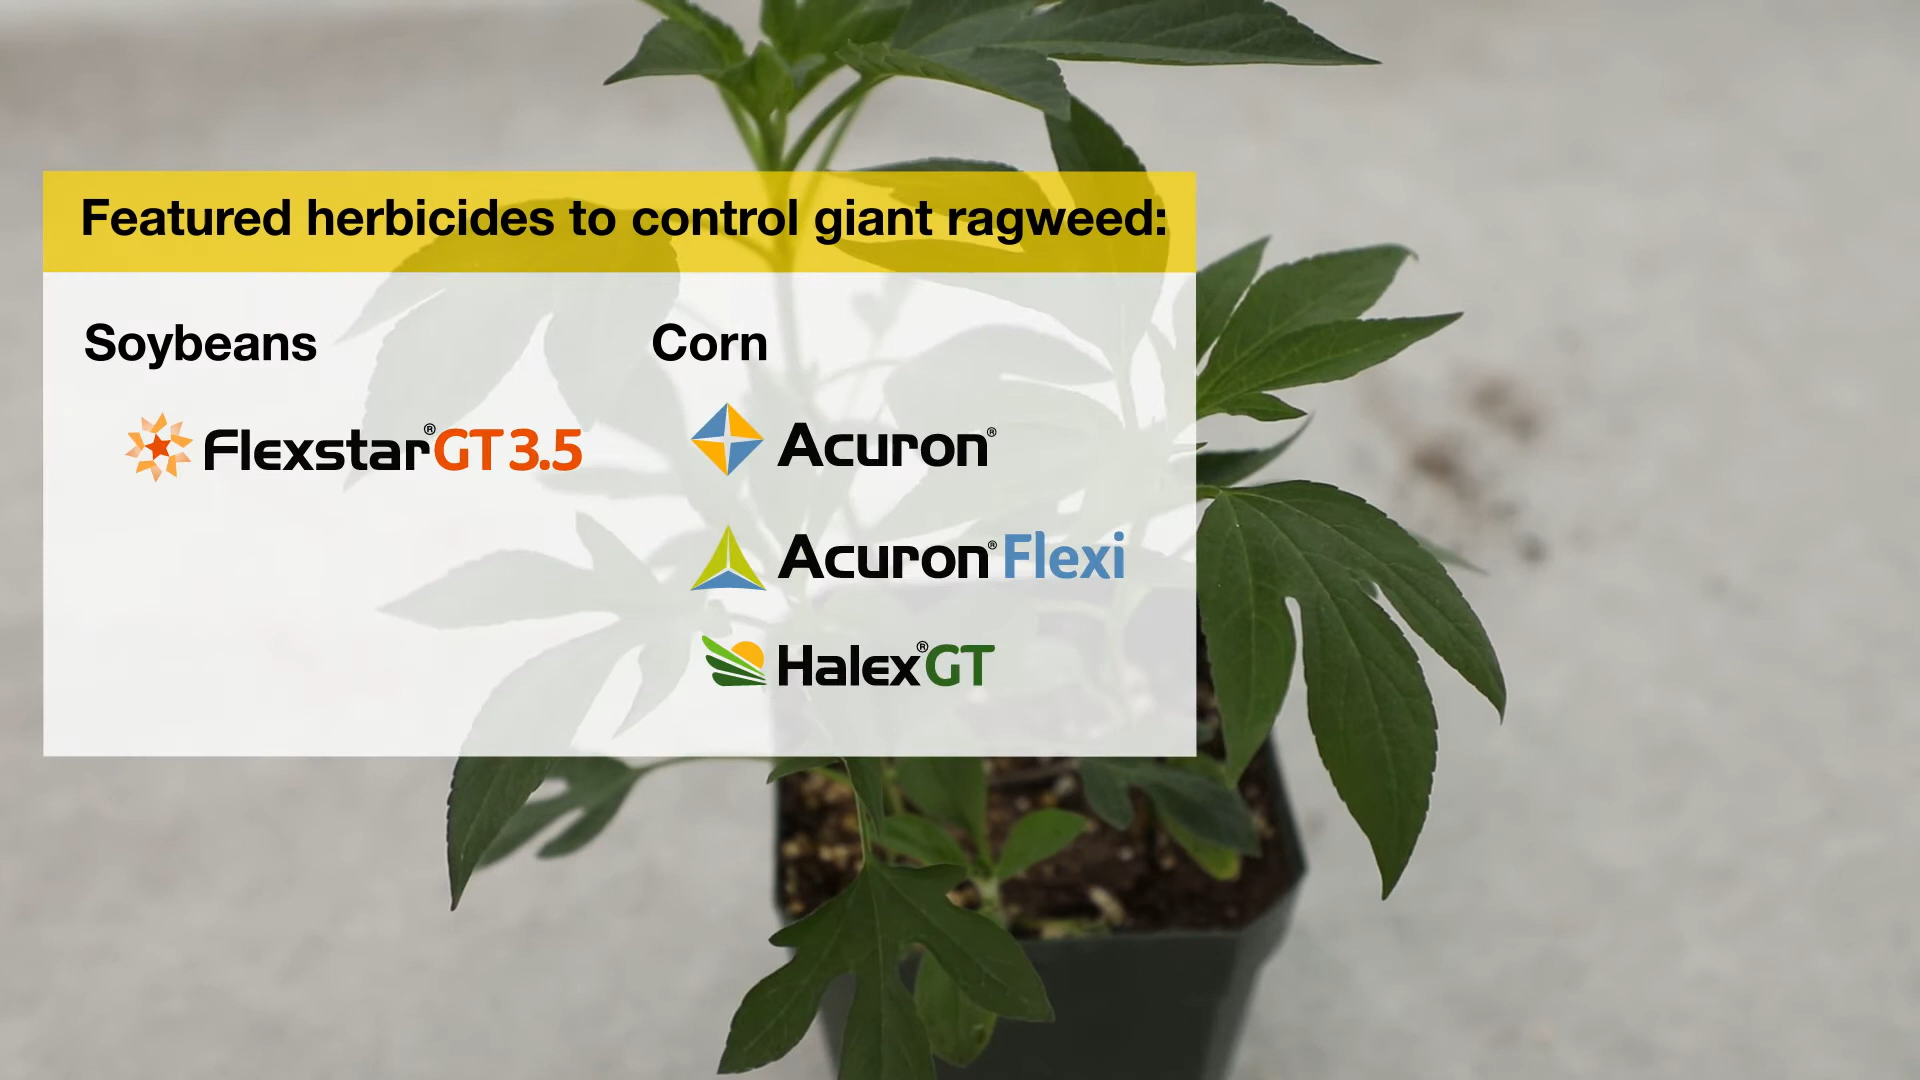 Featured herbicides to control giant ragweed:
Soybeans
Flexstar® GT 3.5
Corn
Acuron®
Acuron® Flexi
Halex® GT